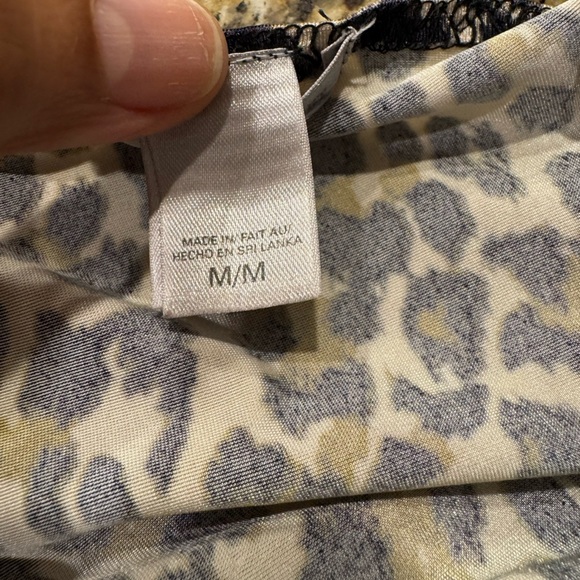 MADE IN/ FAIT AU/
HECHO EN SRI LANKA
M/M